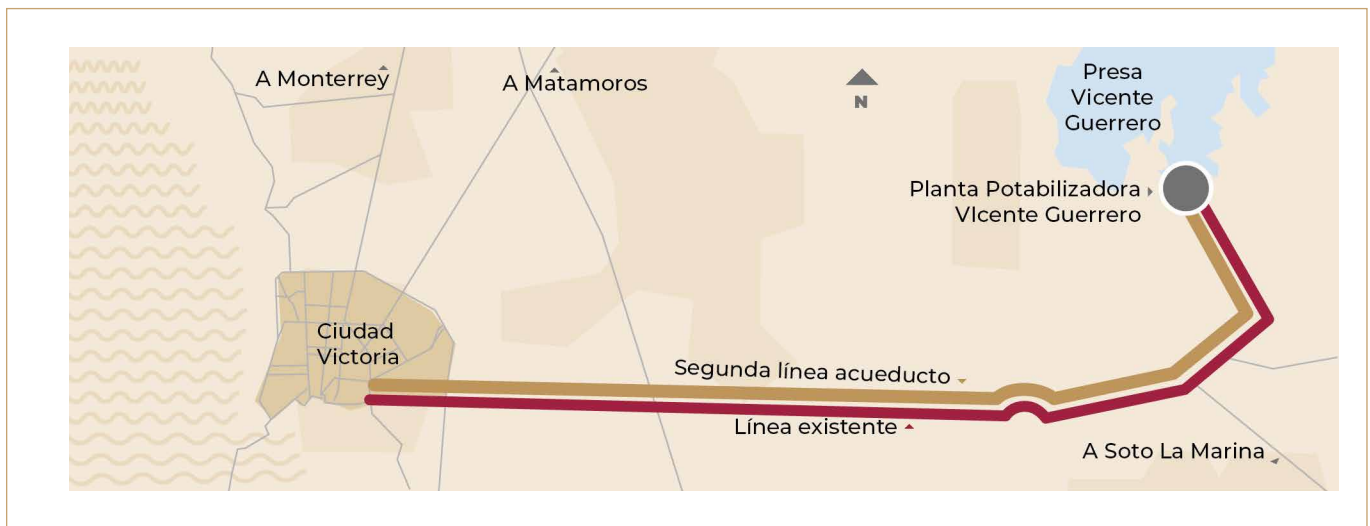 A Monterrey
A Matamoros
N
Presa
Vicente
Guerrero
Planta Potabilizadora
VIcente Guerrero
Ciudad
Victoria
Segunda línea acueducto
Línea existente
A Soto La Marina